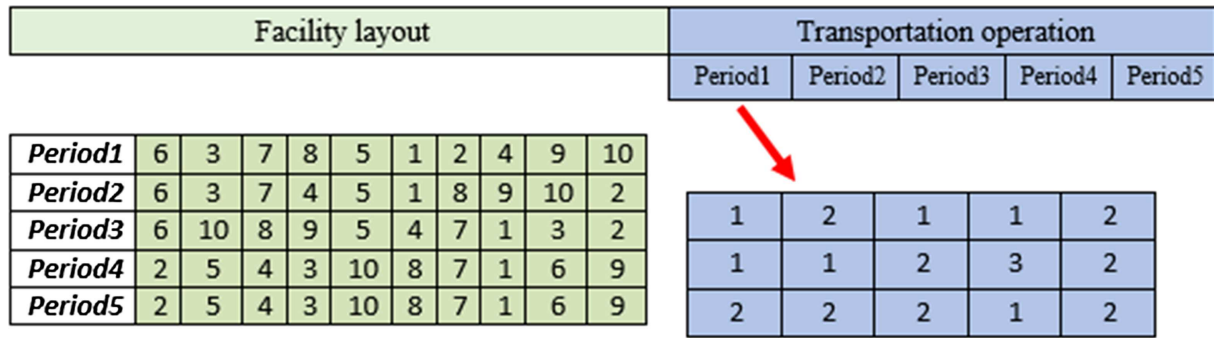 Facility layout Transportation operation
Period1 Period2 Period3 Period4 Period5
Period1 6 3 7 8 5 1 2 4 9 10
Period2 6 3 7 4 5 1 8 9 10 2
Period3 6 10 8 9 5 4 7 1 3 2
Period4 2 5 4 3 10 8 7 1 6 9
Period5 2 5 4 3 10 8 7 1 6 9
1 2 1 1 2
1 1 2 3 2
2 2 2 1 2